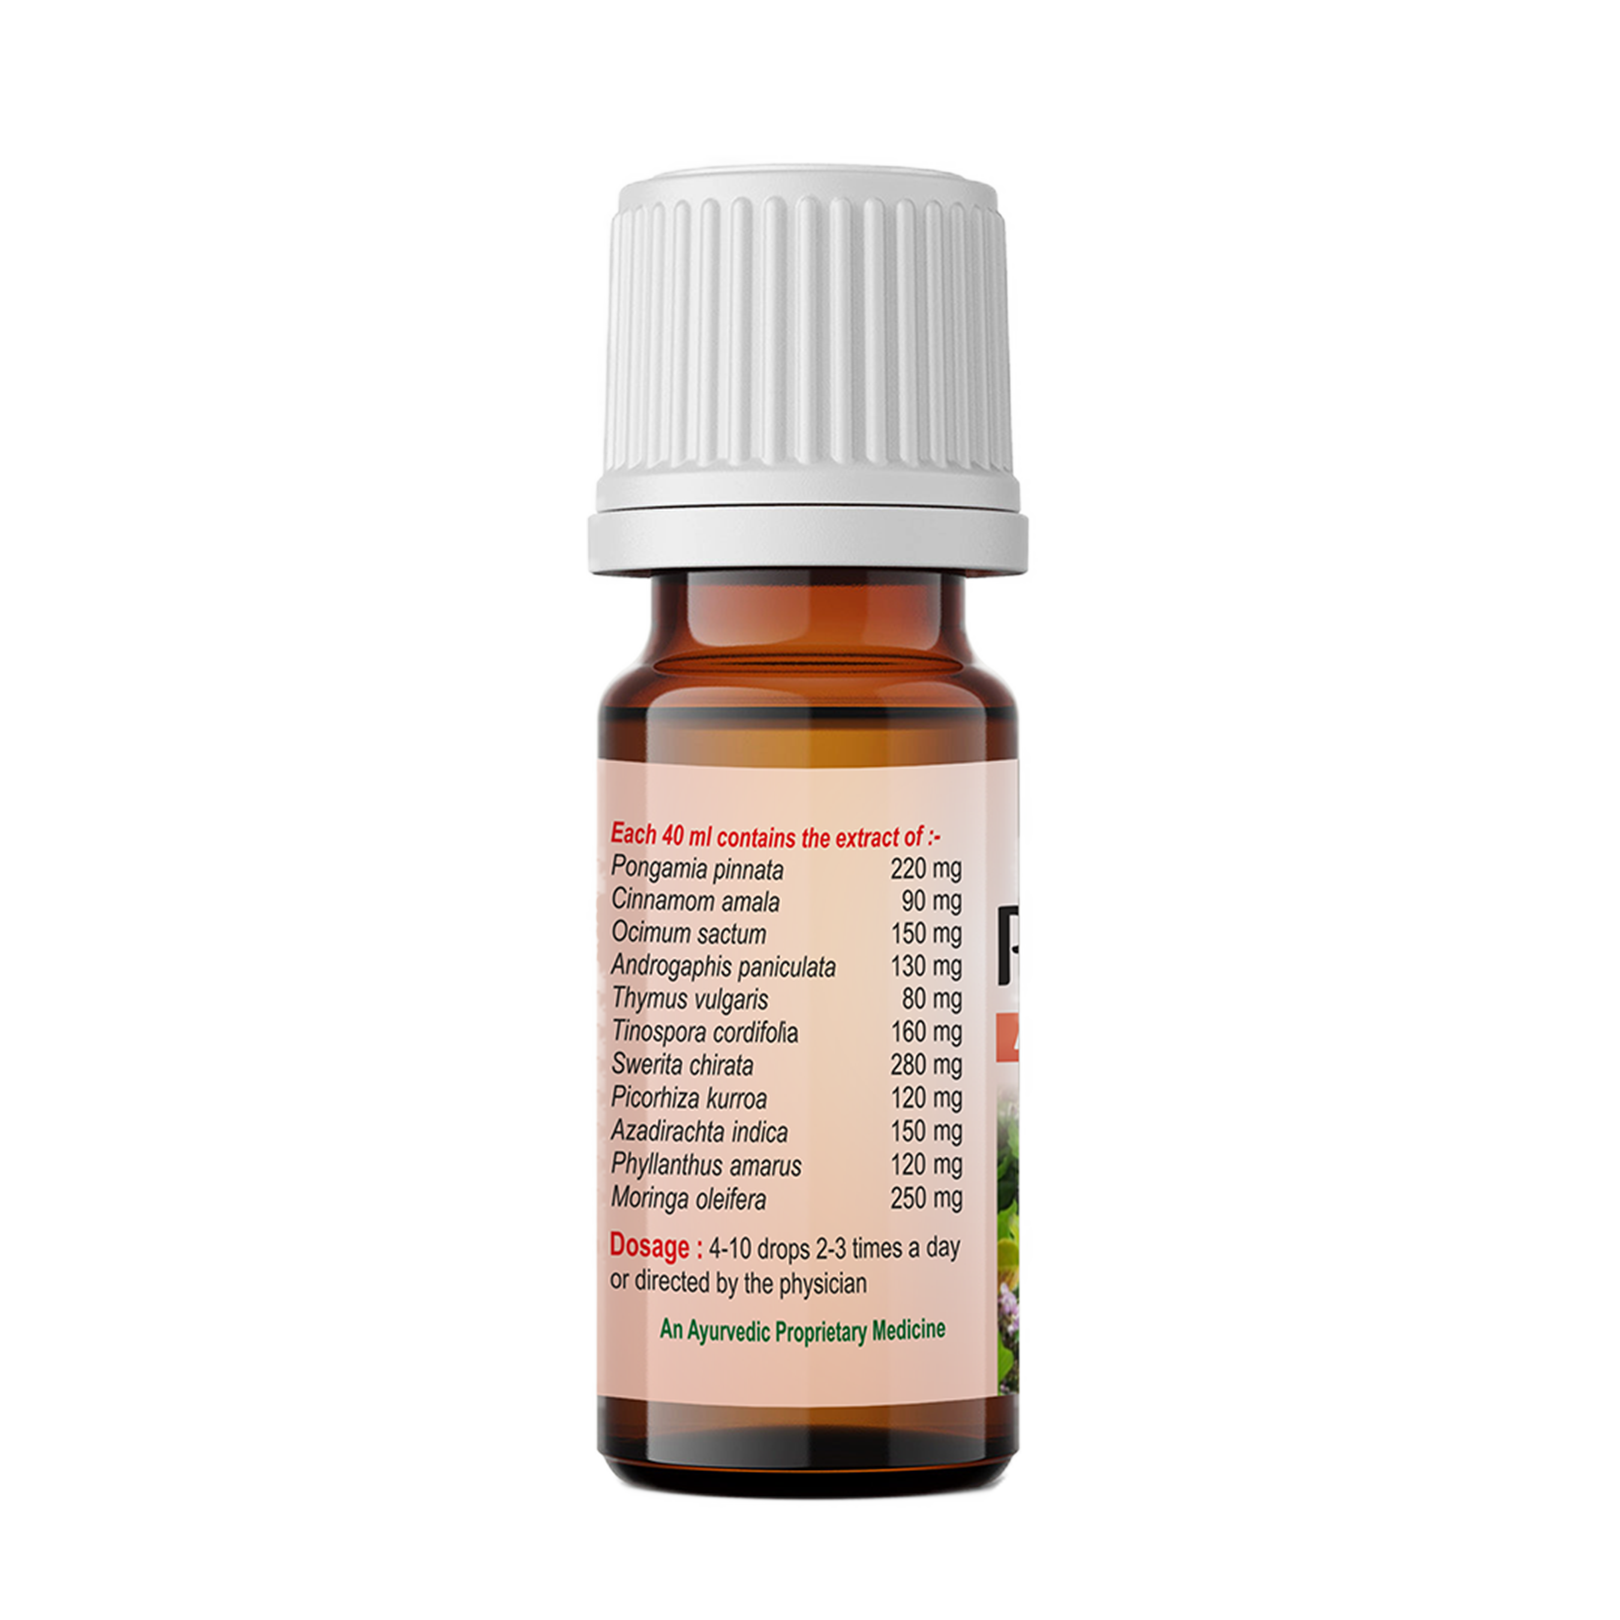 Each 40 ml contains the extract of :-
Pongamia pinnata 220 mg
Cinnamom amala 90 mg
Ocimum sactum 150 mg
Androgaphis paniculata 130 mg
Thymus vulgaris 80 mg
Tinospora cordifolia 160 mg
Swerita chirata 280 mg
Picorhiza kurroa 120 mg
Azadirachta indica 150 mg
Phyllanthus amarus 120 mg
Moringa oleifera 250 mg
Dosage : 4-10 drops 2-3 times a day
or directed by the physician
An Ayurvedic Proprietary Medicine